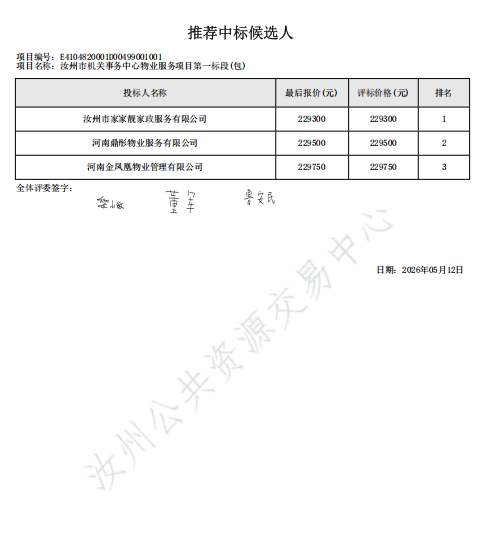 推荐中标候选人
项目编号：E4104820001D00499001001
项目名称：汝州市机关事务中心物业服务项目第一标段(包)
投标人名称 最后报价(元) 评标价格(元) 排名
汝州市家家靓家政服务有限公司 229300 229300 1
河南鼎彤物业服务有限公司 229500 229500 2
河南金凤凰物业管理有限公司 229750 229750 3
全体评委签字：
日期：2026年05月12日
汝州公共资源交易中心